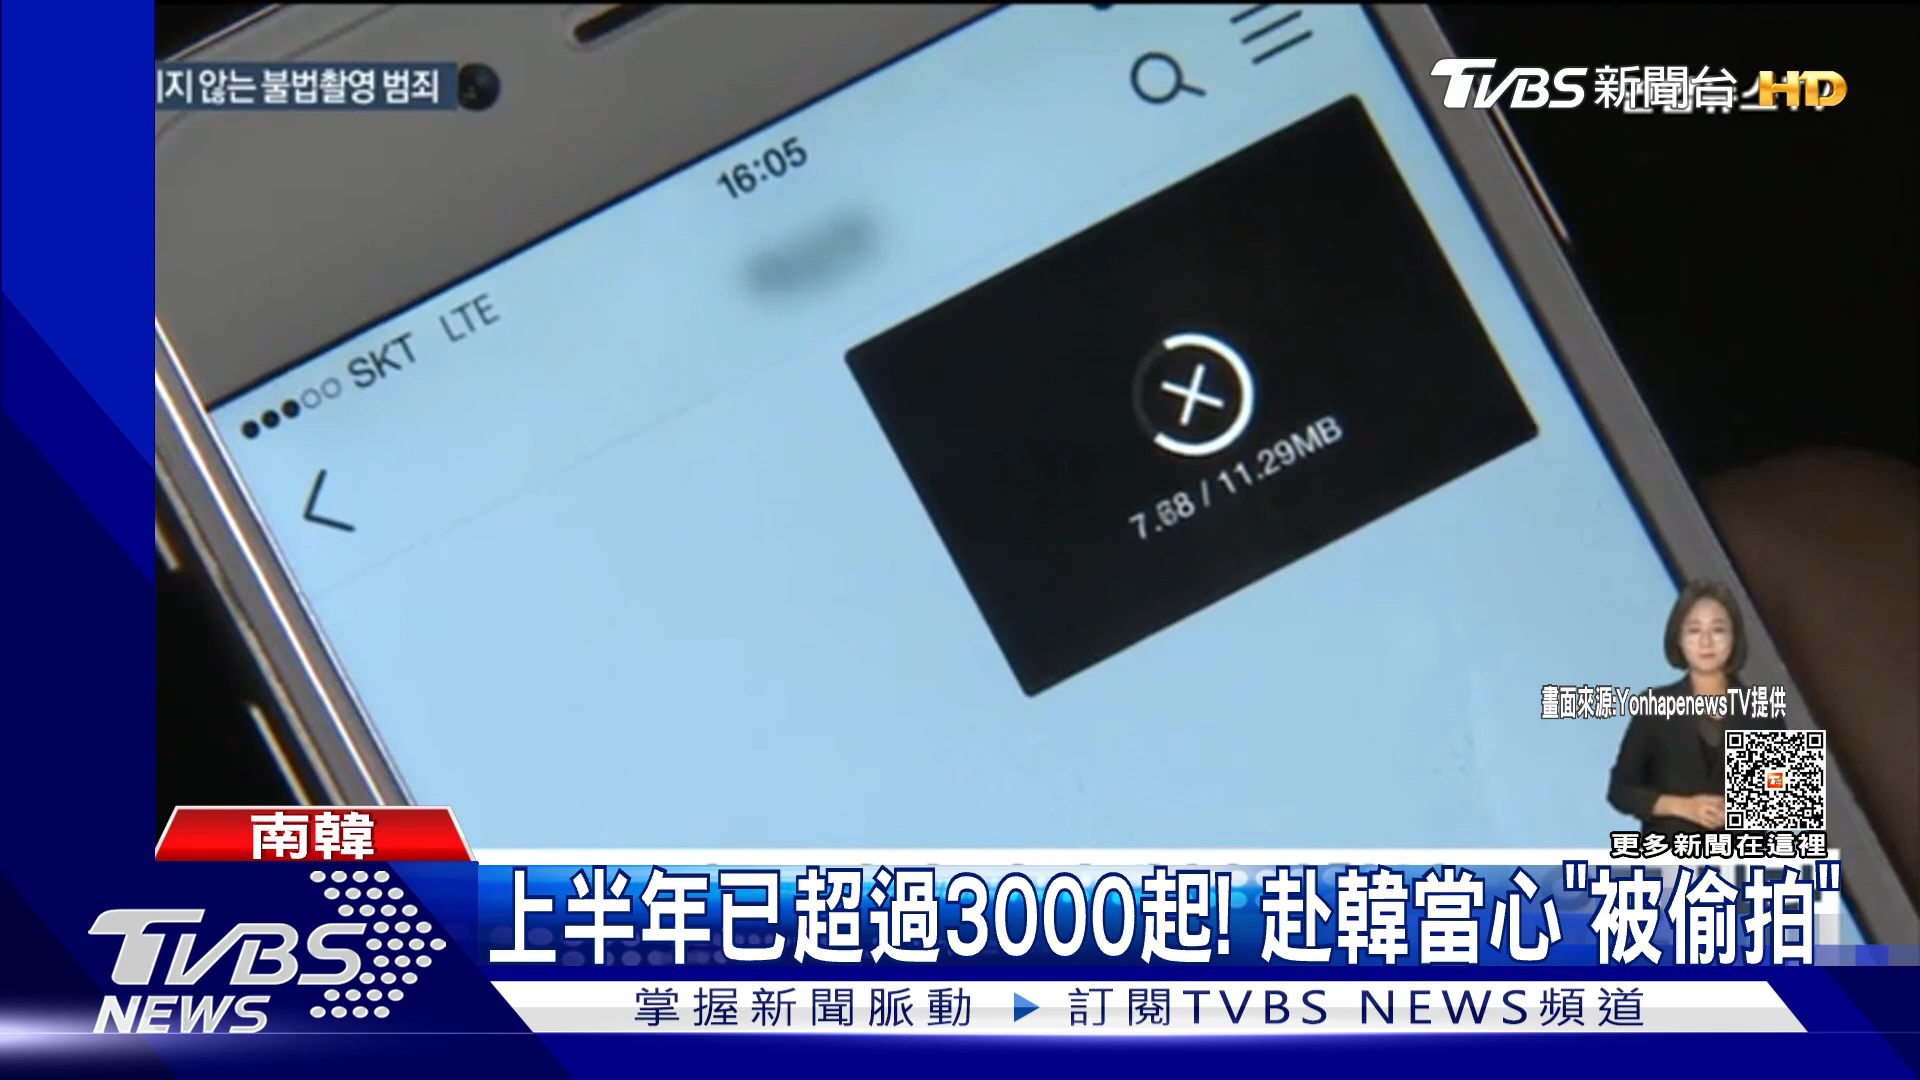 지 않는 불법촬영 범죄
TVBS新聞台 HD
16:05
SKT LTE
7.68 / 11.29MB
畫面來源:YonhapenewsTV提供
更多新聞在這裡
南韓
上半年已超過3000起! 赴韓當心"被偷拍"
TVBS NEWS
掌握新聞脈動 ▶ 訂閱TVBS NEWS頻道